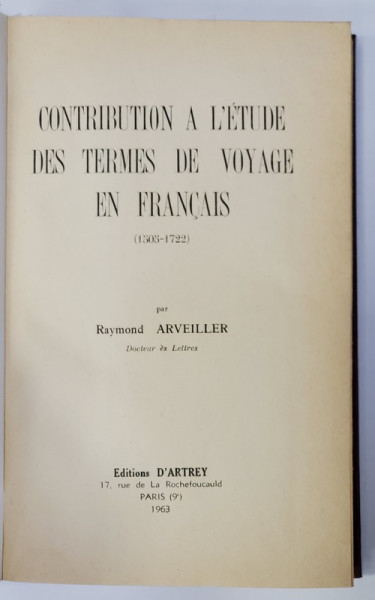 CONTRIBUTION A L'ÉTUDE
DES TERMES DE VOYAGE
EN FRANÇAIS
(1505-1722)
par
Raymond ARVEILLER
Docteur ès Lettres
Editions D'ARTREY
17, rue de La Rochefoucauld
PARIS (9e)
1963